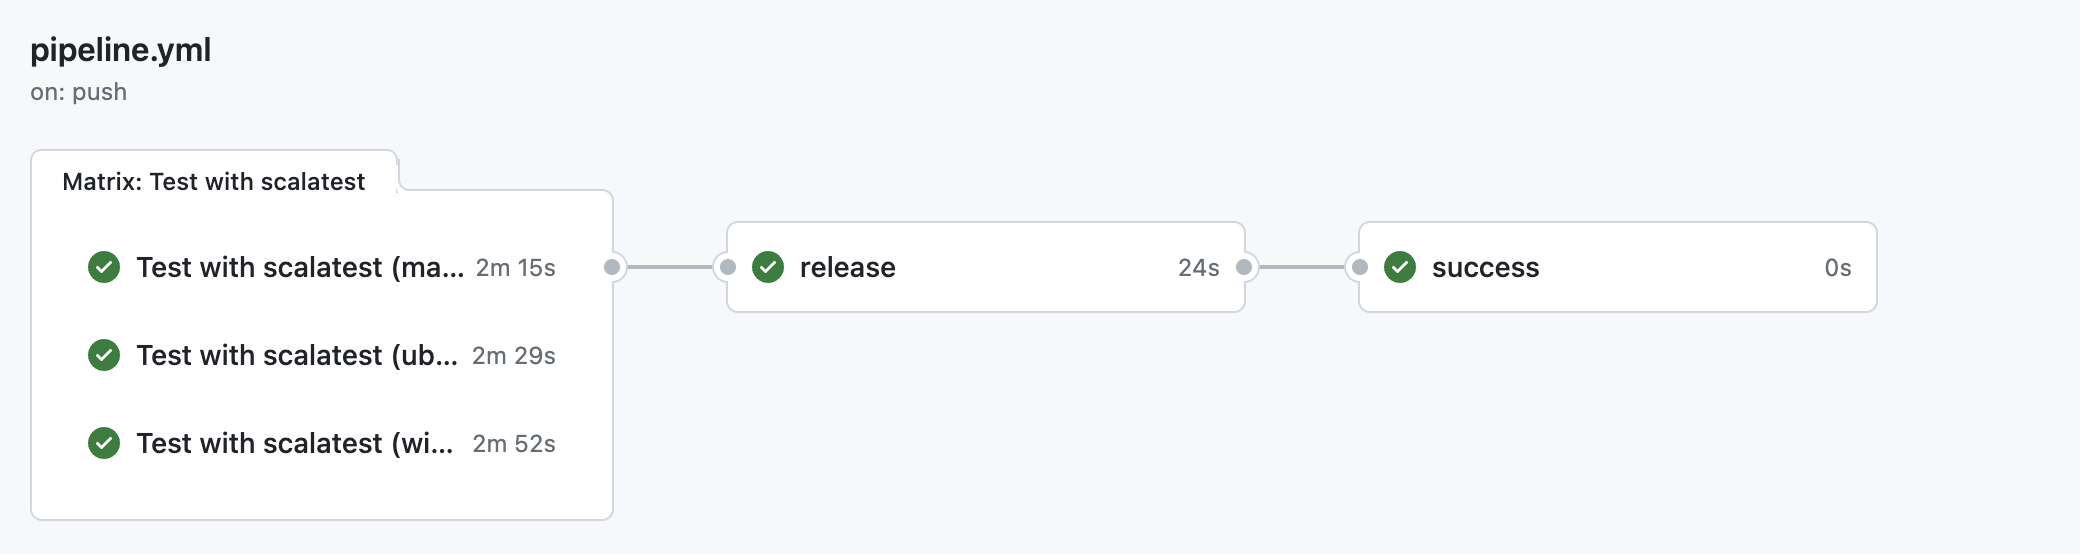 pipeline.yml
on: push
Matrix: Test with scalatest
Test with scalatest (ma... 2m 15s
Test with scalatest (ub... 2m 29s
Test with scalatest (wi... 2m 52s
release 24s
success 0s